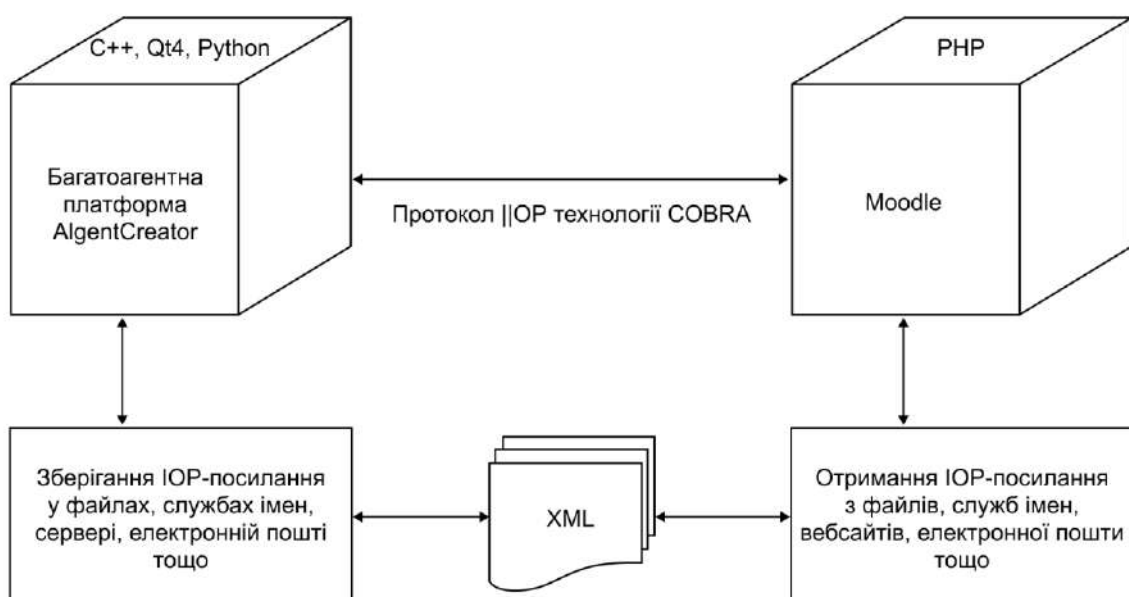 C++, Qt4, Python
PHP
Багатоагентна
платформа
AIgentCreator
Протокол ||OP технології COBRA
Moodle
Зберігання IOP-посилання
у файлах, службах імен,
сервері, електронній пошті
тощо
XML
Отримання IOP-посилання
з файлів, служб імен,
вебсайтів, електронної пошти
тощо